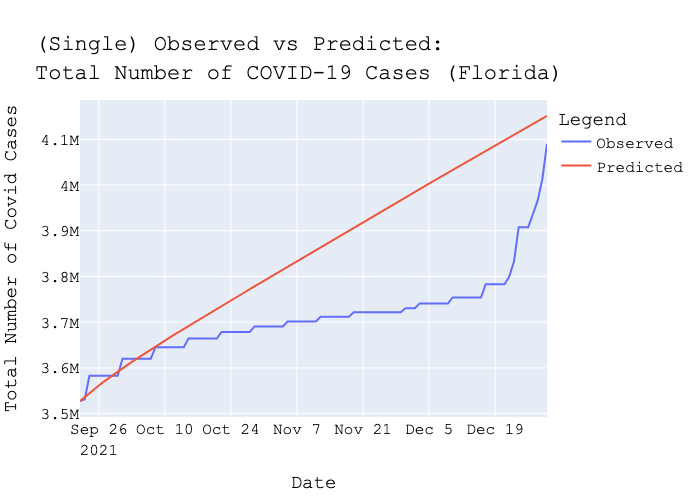 (Single) Observed vs Predicted:
Total Number of COVID-19 Cases (Florida)
Total Number of Covid Cases
4.1M
4M
3.9M
3.8M
3.7M
3.6M
3.5M
Sep 26 Oct 10 Oct 24 Nov 7 Nov 21 Dec 5 Dec 19
2021
Date
Legend
Observed
Predicted